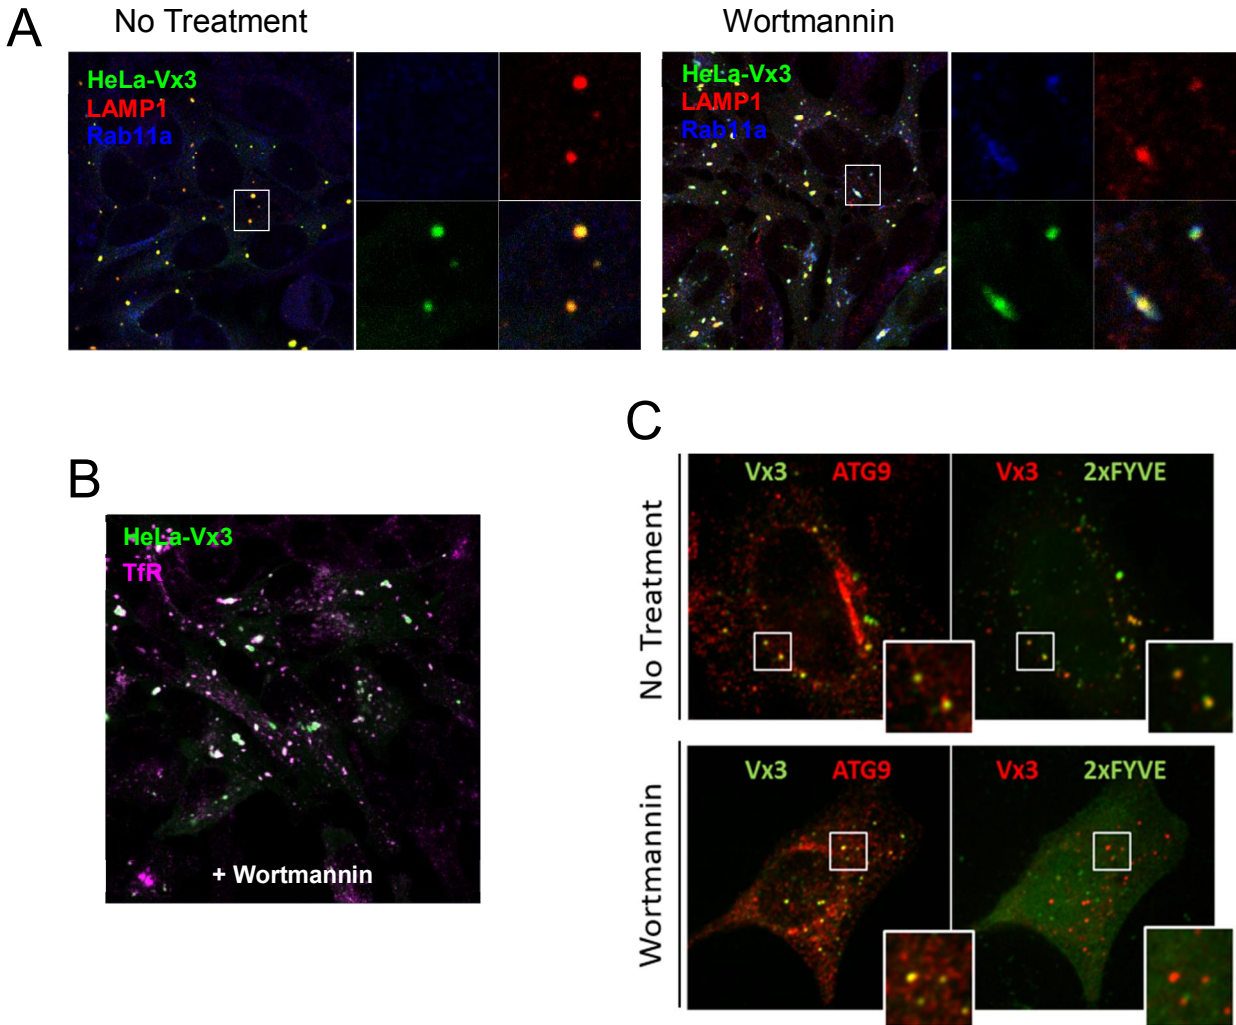 A
No Treatment
Wortmannin
HeLa-Vx3
LAMP1
Rab11a
HeLa-Vx3
LAMP1
Rab11a
B
HeLa-Vx3
TfR
+ Wortmannin
C
No Treatment
Vx3 ATG9 Vx3 2xFYVE
Wortmannin
Vx3 ATG9 Vx3 2xFYVE